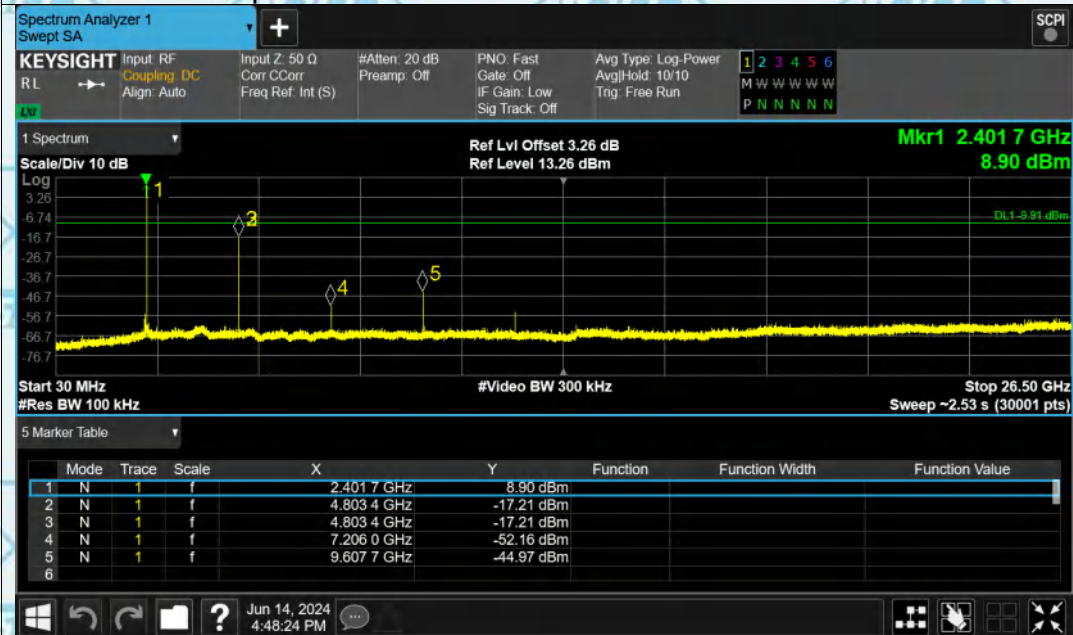 Spectrum Analyzer 1
Swept SA
+
SCPI
KEYSIGHT Input: RF Input Z: 50 Ω #Atten: 20 dB PNO: Fast Avg Type: Log-Power 1 2 3 4 5 6
R L Coupling: DC Corr CCorr Preamp: Off Gate: Off Avg|Hold: 10/10 M W W W W W
Align: Auto Freq Ref: Int (S) IF Gain: Low Trig: Free Run
LXI Sig Track: Off P N N N N N
1 Spectrum Ref Lvl Offset 3.26 dB Mkr1 2.401 7 GHz
Scale/Div 10 dB Ref Level 13.26 dBm 8.90 dBm
Log
1
3.26
-6.74 DL1 -9.91 dBm
-16.7
-26.7
-36.7 5
-46.7 4
-56.7
-66.7
-76.7
Start 30 MHz #Video BW 300 kHz Stop 26.50 GHz
#Res BW 100 kHz Sweep ~2.53 s (30001 pts)
5 Marker Table
Mode Trace Scale X Y Function Function Width Function Value
1 N 1 f 2.401 7 GHz 8.90 dBm
2 N 1 f 4.803 4 GHz -17.21 dBm
3 N 1 f 4.803 4 GHz -17.21 dBm
4 N 1 f 7.206 0 GHz -52.16 dBm
5 N 1 f 9.607 7 GHz -44.97 dBm
6
? Jun 14, 2024
4:48:24 PM